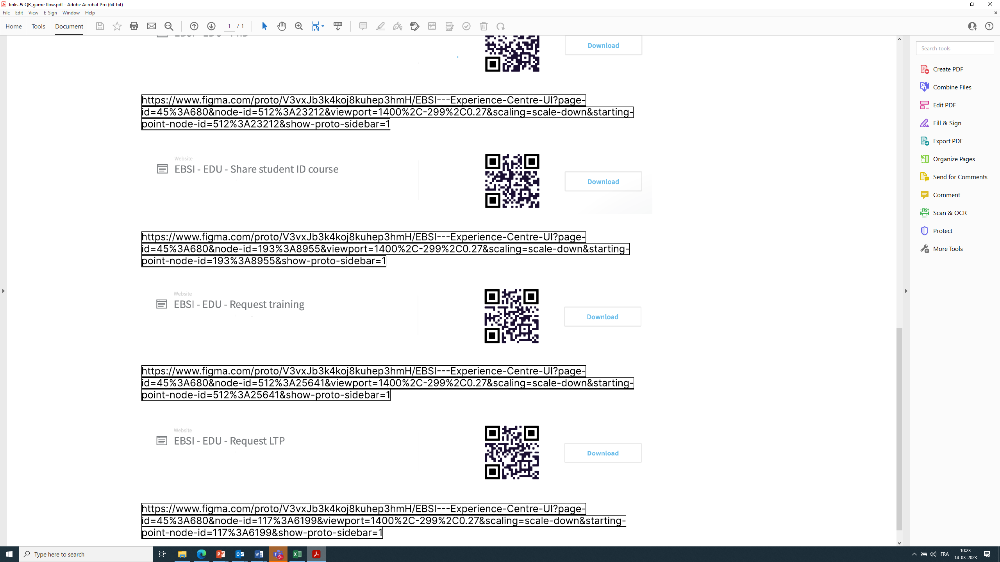 links & QR_game flow.pdf - Adobe Acrobat Pro (64-bit)
File Edit View E-Sign Window Help
Home Tools Document 1 / 1
EBSI - EDU - PhD
Download
https://www.figma.com/proto/V3vxJb3k4koj8kuhep3hmH/EBSI---Experience-Centre-UI?page-
id=45%3A680&node-id=512%3A23212&viewport=1400%2C-299%2C0.27&scaling=scale-down&starting-
point-node-id=512%3A23212&show-proto-sidebar=1
Website
EBSI - EDU - Share student ID course
Download
https://www.figma.com/proto/V3vxJb3k4koj8kuhep3hmH/EBSI---Experience-Centre-UI?page-
id=45%3A680&node-id=193%3A8955&viewport=1400%2C-299%2C0.27&scaling=scale-down&starting-
point-node-id=193%3A8955&show-proto-sidebar=1
Website
EBSI - EDU - Request training
Download
https://www.figma.com/proto/V3vxJb3k4koj8kuhep3hmH/EBSI---Experience-Centre-UI?page-
id=45%3A680&node-id=512%3A25641&viewport=1400%2C-299%2C0.27&scaling=scale-down&starting-
point-node-id=512%3A25641&show-proto-sidebar=1
Website
EBSI - EDU - Request LTP
Download
https://www.figma.com/proto/V3vxJb3k4koj8kuhep3hmH/EBSI---Experience-Centre-UI?page-
id=45%3A680&node-id=117%3A6199&viewport=1400%2C-299%2C0.27&scaling=scale-down&starting-
point-node-id=117%3A6199&show-proto-sidebar=1
Search tools
Create PDF
Combine Files
Edit PDF
Fill & Sign
Export PDF
Organize Pages
Send for Comments
Comment
Scan & OCR
Protect
More Tools
Type here to search
9+
FRA
10:23
14-03-2023